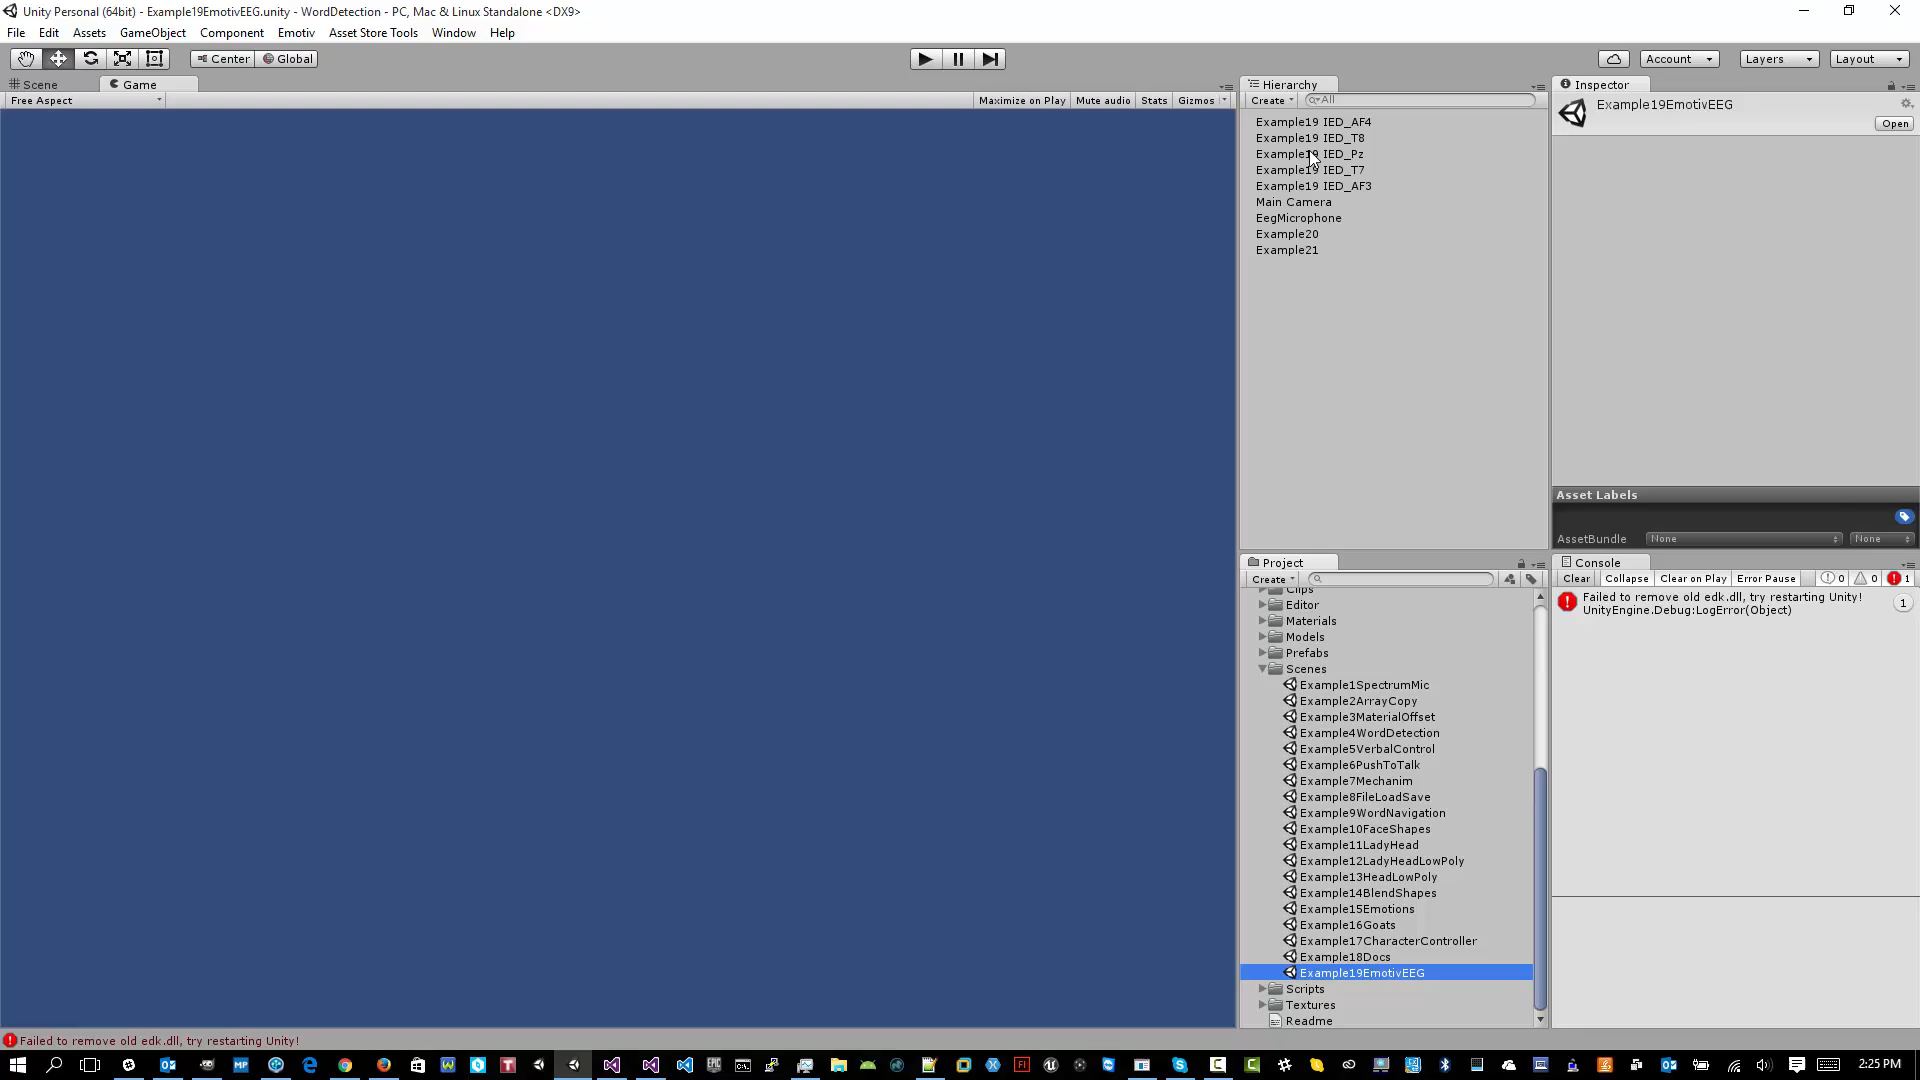 Unity Personal (64bit) - Example19EmotivEEG.unity - WordDetection - PC, Mac & Linux Standalone <DX9>
File Edit Assets GameObject Component Emotiv Asset Store Tools Window Help
Center Global Account Layers Layout
Scene Game
Free Aspect Maximize on Play Mute audio Stats Gizmos
Hierarchy
Create All
Example19 IED_AF4
Example19 IED_T8
Example19 IED_Pz
Example19 IED_T7
Example19 IED_AF3
Main Camera
EegMicrophone
Example20
Example21
Inspector
Example19EmotivEEG
Open
Asset Labels
AssetBundle None None
Project
Create
Clips
Editor
Materials
Models
Prefabs
Scenes
Example1SpectrumMic
Example2ArrayCopy
Example3MaterialOffset
Example4WordDetection
Example5VerbalControl
Example6PushToTalk
Example7Mechanim
Example8FileLoadSave
Example9WordNavigation
Example10FaceShapes
Example11LadyHead
Example12LadyHeadLowPoly
Example13HeadLowPoly
Example14BlendShapes
Example15Emotions
Example16Goats
Example17CharacterController
Example18Docs
Example19EmotivEEG
Scripts
Textures
Readme
Console
Clear Collapse Clear on Play Error Pause 0 0 1
Failed to remove old edk.dll, try restarting Unity! 1
UnityEngine.Debug:LogError(Object)
Failed to remove old edk.dll, try restarting Unity!
2:25 PM